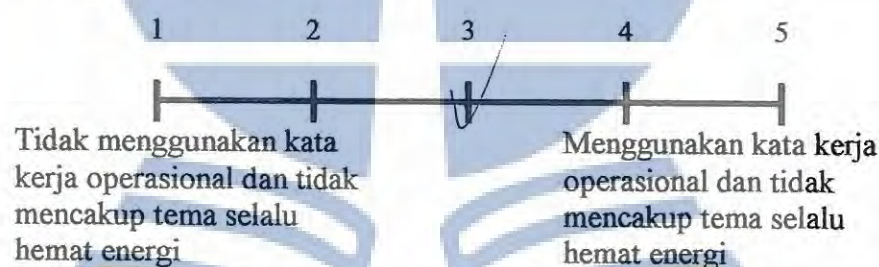 1 2 3 4 5
Tidak menggunakan kata
kerja operasional dan tidak
mencakup tema selalu
hemat energi
Menggunakan kata kerja
operasional dan tidak
mencakup tema selalu
hemat energi